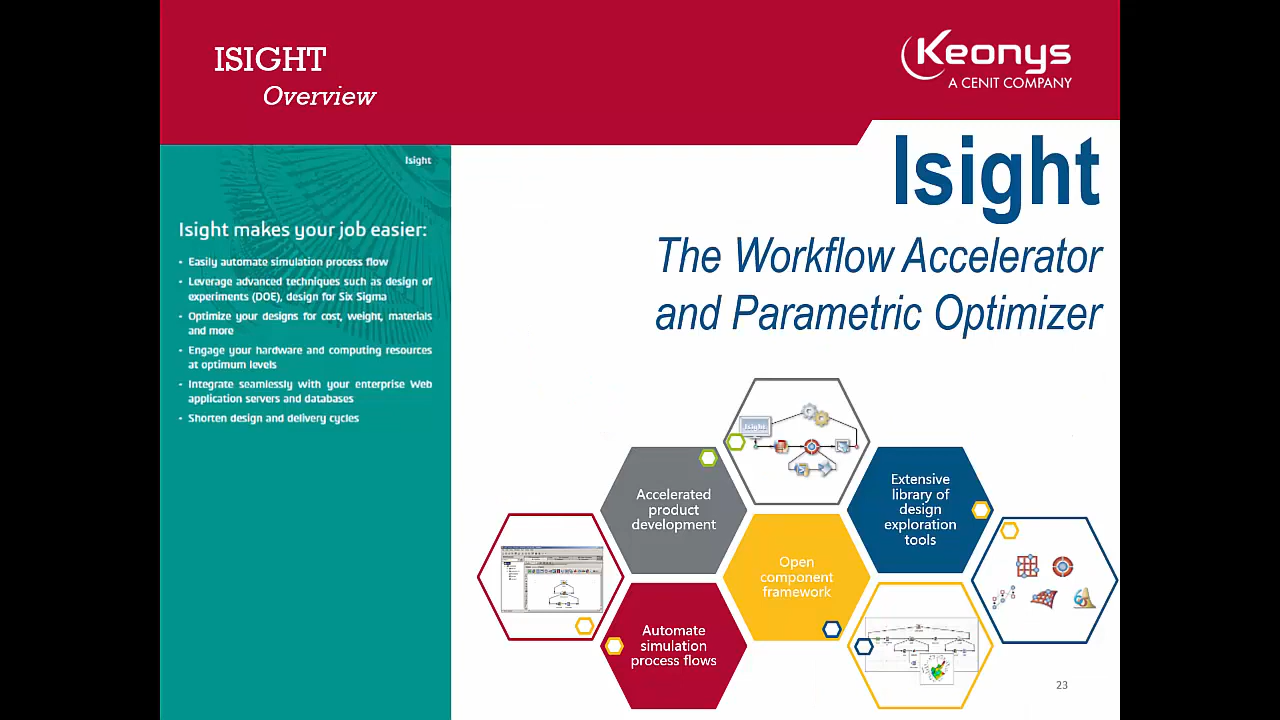 ISIGHT
Overview
Keonys
A CENIT COMPANY
Isight
Isight makes your job easier:
• Easily automate simulation process flow
• Leverage advanced techniques such as design of
experiments (DOE), design for Six Sigma
• Optimize your designs for cost, weight, materials
and more
• Engage your hardware and computing resources
at optimum levels
• Integrate seamlessly with your enterprise Web
application servers and databases
• Shorten design and delivery cycles
Isight
The Workflow Accelerator
and Parametric Optimizer
Isight
Accelerated
product
development
Extensive
library of
design
exploration
tools
Open
component
framework
Automate
simulation
process flows
23